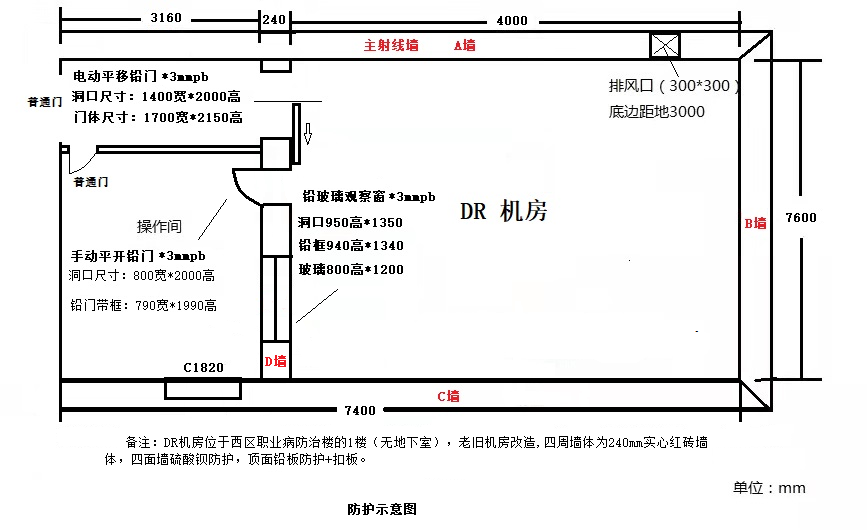 3160
240
4000
主射线墙 A墙
电动平移铅门 *3mmpb
洞口尺寸：1400宽*2000高
门体尺寸：1700宽*2150高
普通门
排风口（300*300）
底边距地3000
普通门
铅玻璃观察窗 *3mmpb
洞口950高*1350
铅框940高*1340
玻璃800高*1200
DR 机房
B墙
7600
操作间
手动平开铅门 *3mmpb
洞口尺寸：800宽*2000高
铅门带框：790宽*1990高
C1820
D墙
C墙
7400
备注：DR机房位于西区职业病防治楼的1楼（无地下室），老旧机房改造,四周墙体为240mm实心红砖墙
体，四面墙硫酸钡防护，顶面铅板防护+扣板。
单位：mm
防护示意图